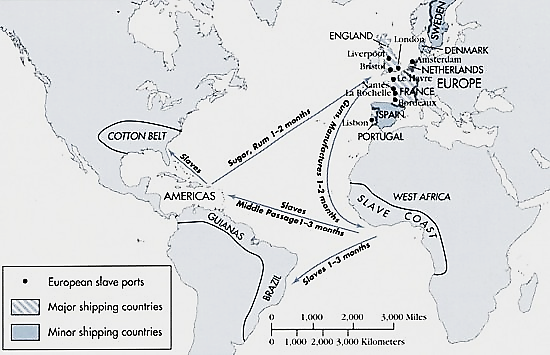 SWEDEN
ENGLAND
London
Liverpool
DENMARK
Bristol
Amsterdam
NETHERLANDS
Le Havre
EUROPE
Nantes
FRANCE
La Rochelle
Bordeaux
SPAIN
Lisbon
PORTUGAL
COTTON BELT
Slaves
Sugar, Rum 1–2 months
Guns, Manufactures 1–2 months
AMERICAS
Slaves
Middle Passage 1–3 months
WEST AFRICA
SLAVE COAST
GUIANAS
Slaves 1–3 months
BRAZIL
European slave ports
Major shipping countries
Minor shipping countries
0 1,000 2,000 3,000 Miles
0 1,000 2,000 3,000 Kilometers